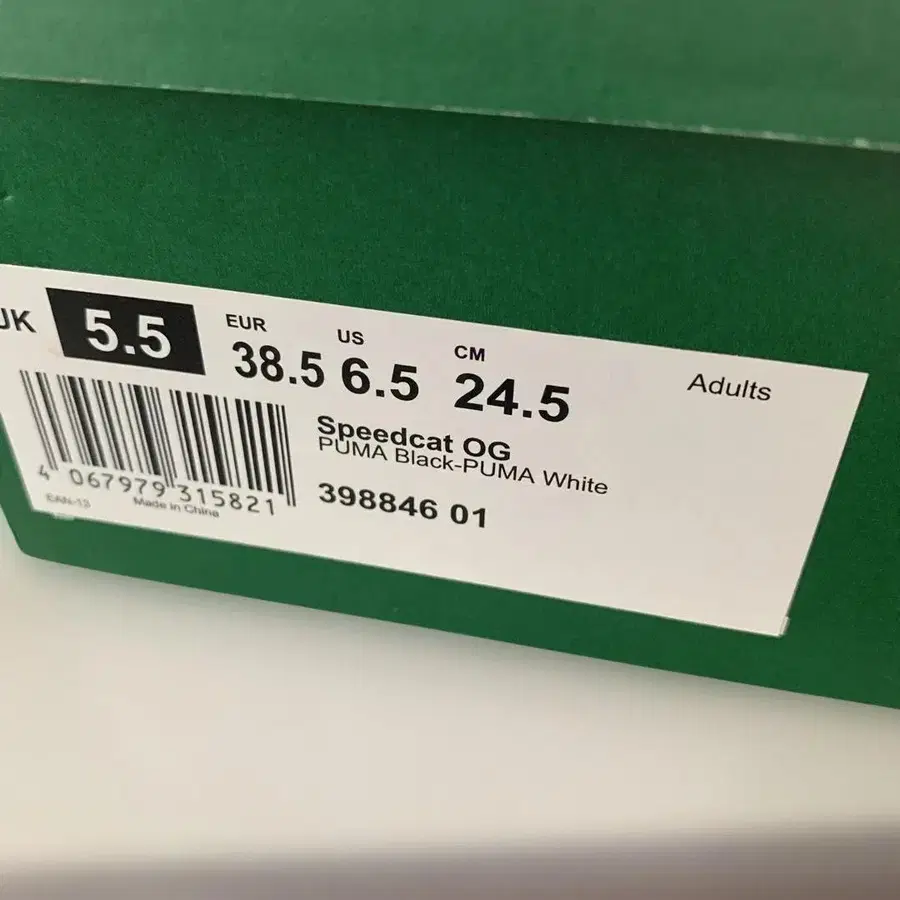 UK 5.5
EUR 38.5
US 6.5
CM 24.5
Adults
Speedcat OG
PUMA Black-PUMA White
398846 01
4 067979 315821
EAN-13 Made in China